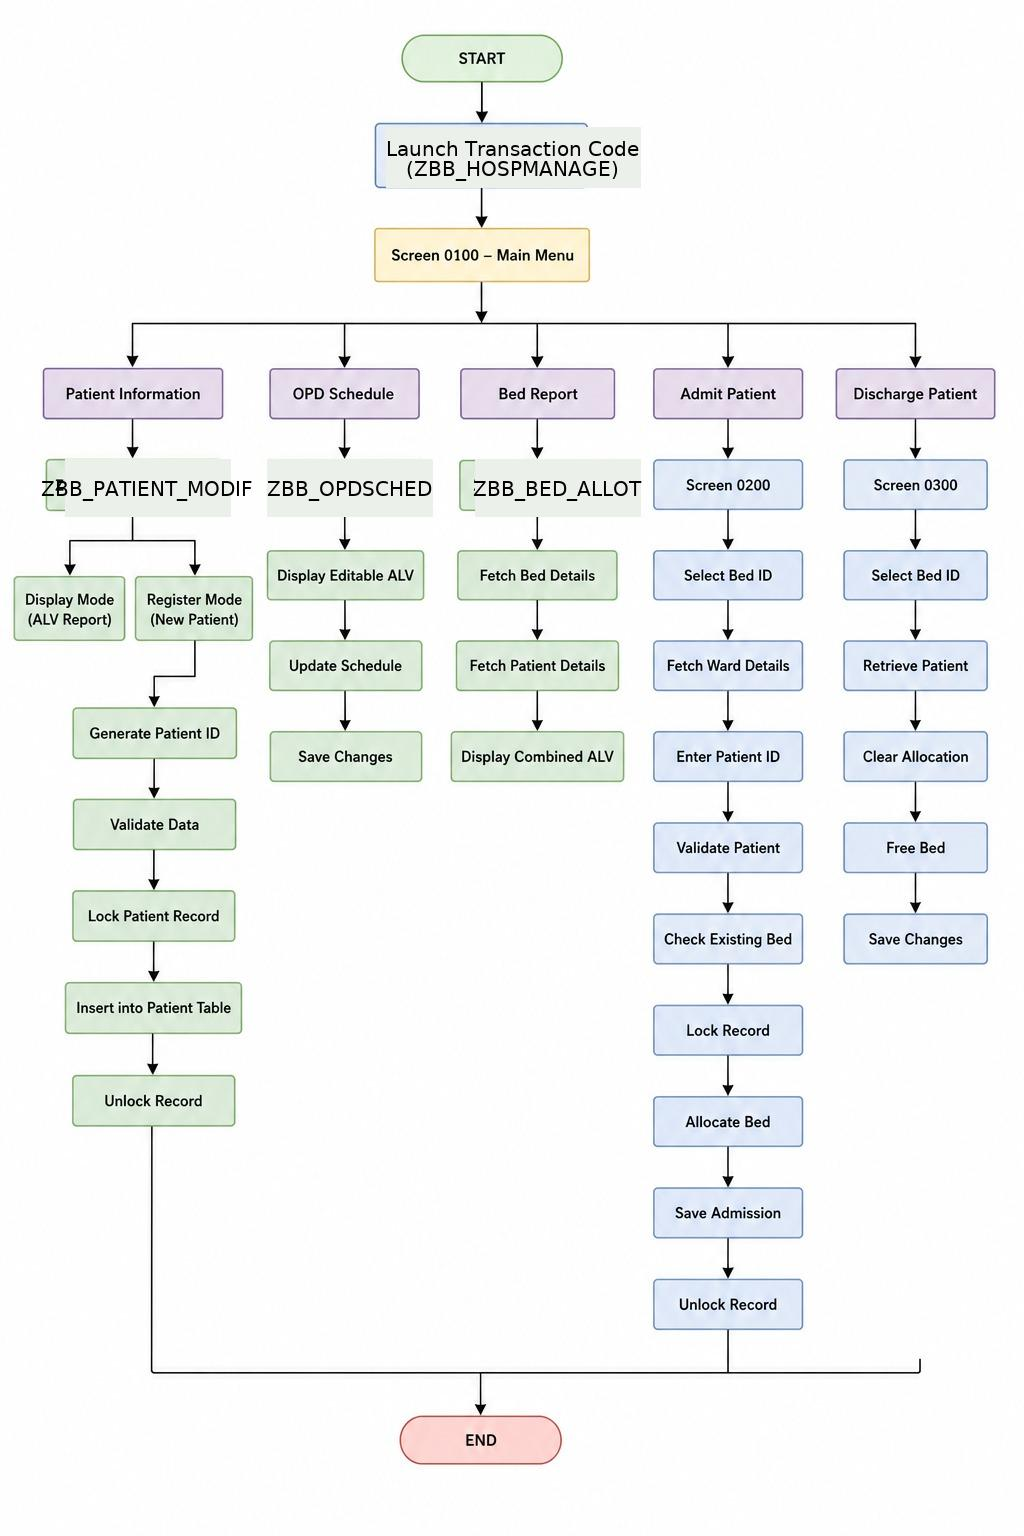 START
Launch Transaction Code
(ZBB_HOSPMANAGE)
Screen 0100 – Main Menu
Patient Information
OPD Schedule
Bed Report
Admit Patient
Discharge Patient
ZBB_PATIENT_MODIF
ZBB_OPDSCHED
ZBB_BED_ALLOT
Screen 0200
Screen 0300
Display Mode
(ALV Report)
Register Mode
(New Patient)
Display Editable ALV
Fetch Bed Details
Select Bed ID
Select Bed ID
Update Schedule
Fetch Patient Details
Fetch Ward Details
Retrieve Patient
Generate Patient ID
Save Changes
Display Combined ALV
Enter Patient ID
Clear Allocation
Validate Data
Validate Patient
Free Bed
Lock Patient Record
Check Existing Bed
Save Changes
Insert into Patient Table
Lock Record
Unlock Record
Allocate Bed
Save Admission
Unlock Record
END